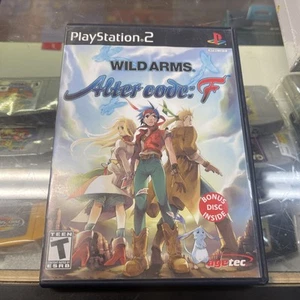 PlayStation 2
WILD ARMS
Alter code: F
BONUS
DISC
INSIDE
TEEN
T
ESRB
agetec